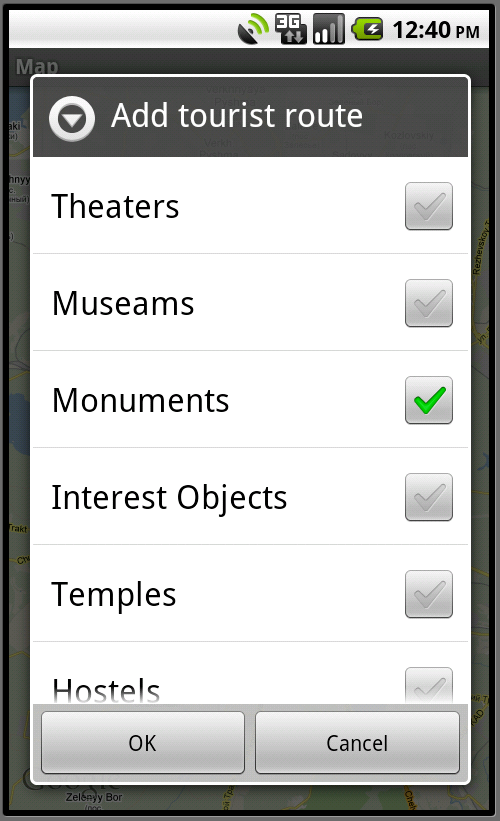 3G 12:40 PM
Map
Add tourist route
Theaters
Museams
Monuments
Interest Objects
Temples
Hostels
OK
Cancel
Google
Zelenyy Bor